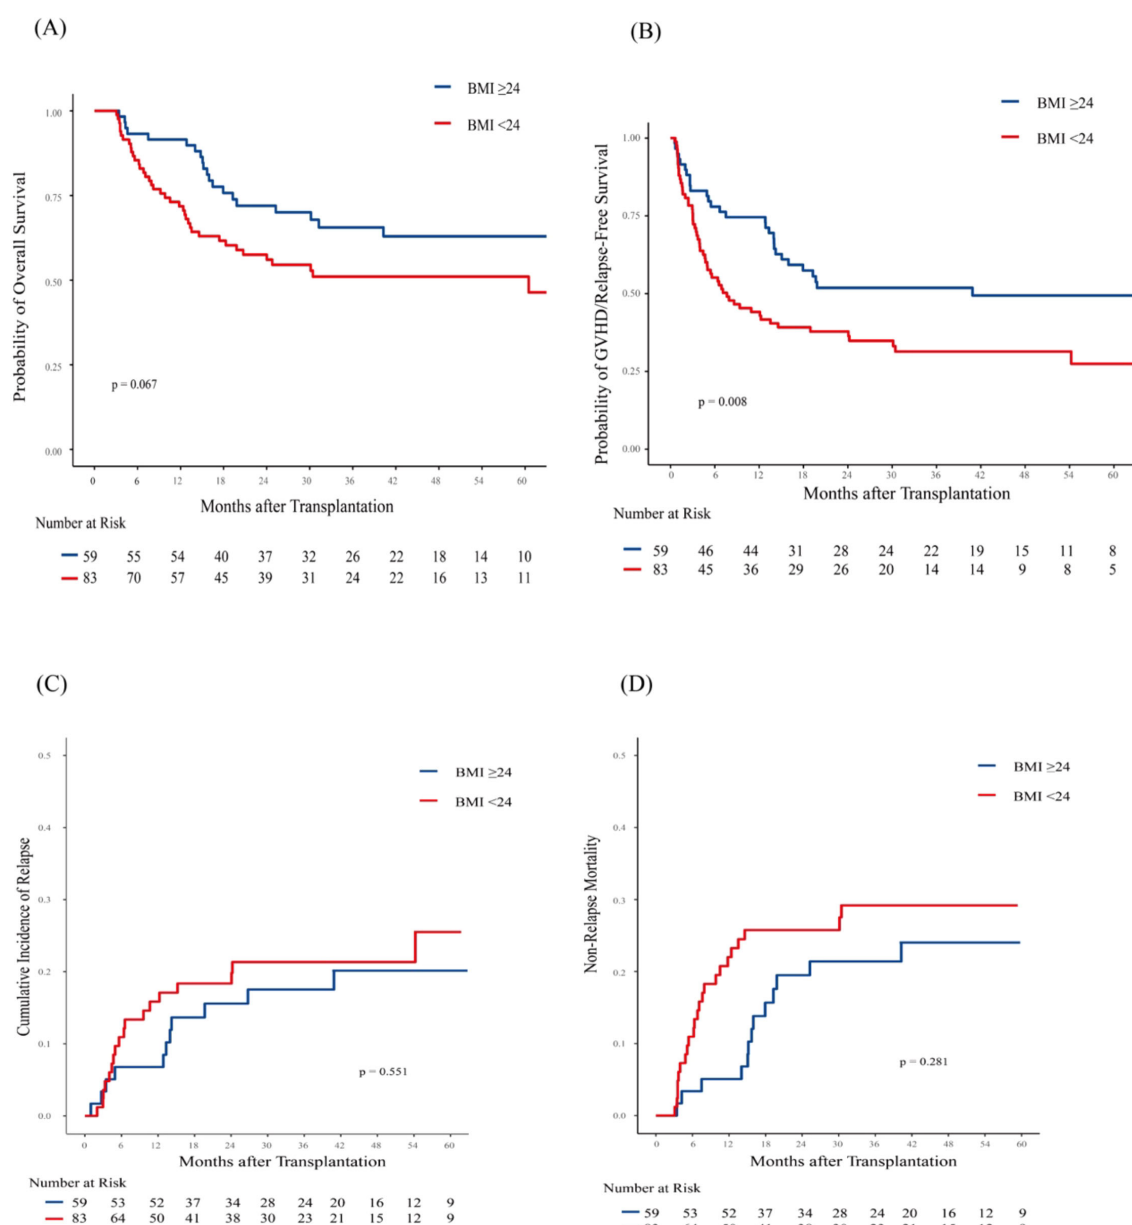 (A)
BMI ≥24
BMI <24
Probability of Overall Survival
1.00
0.75
0.50
0.25
0.00
p = 0.067
0 6 12 18 24 30 36 42 48 54 60
Months after Transplantation
Number at Risk
59 55 54 40 37 32 26 22 18 14 10
83 70 57 45 39 31 24 22 16 13 11
(B)
BMI ≥24
BMI <24
Probability of GVHD/Relapse-Free Survival
1.00
0.75
0.50
0.25
0.00
p = 0.008
0 6 12 18 24 30 36 42 48 54 60
Months after Transplantation
Number at Risk
59 46 44 31 28 24 22 19 15 11 8
83 45 36 29 26 20 14 14 9 8 5
(C)
BMI ≥24
BMI <24
Cumulative Incidence of Relapse
0.5
0.4
0.3
0.2
0.1
0.0
p = 0.551
0 6 12 18 24 30 36 42 48 54 60
Months after Transplantation
Number at Risk
59 53 52 37 34 28 24 20 16 12 9
83 64 50 41 38 30 23 21 15 12 9
(D)
BMI ≥24
BMI <24
Non-Relapse Mortality
0.5
0.4
0.3
0.2
0.1
0.0
p = 0.281
0 6 12 18 24 30 36 42 48 54 60
Months after Transplantation
Number at Risk
59 53 52 37 34 28 24 20 16 12 9